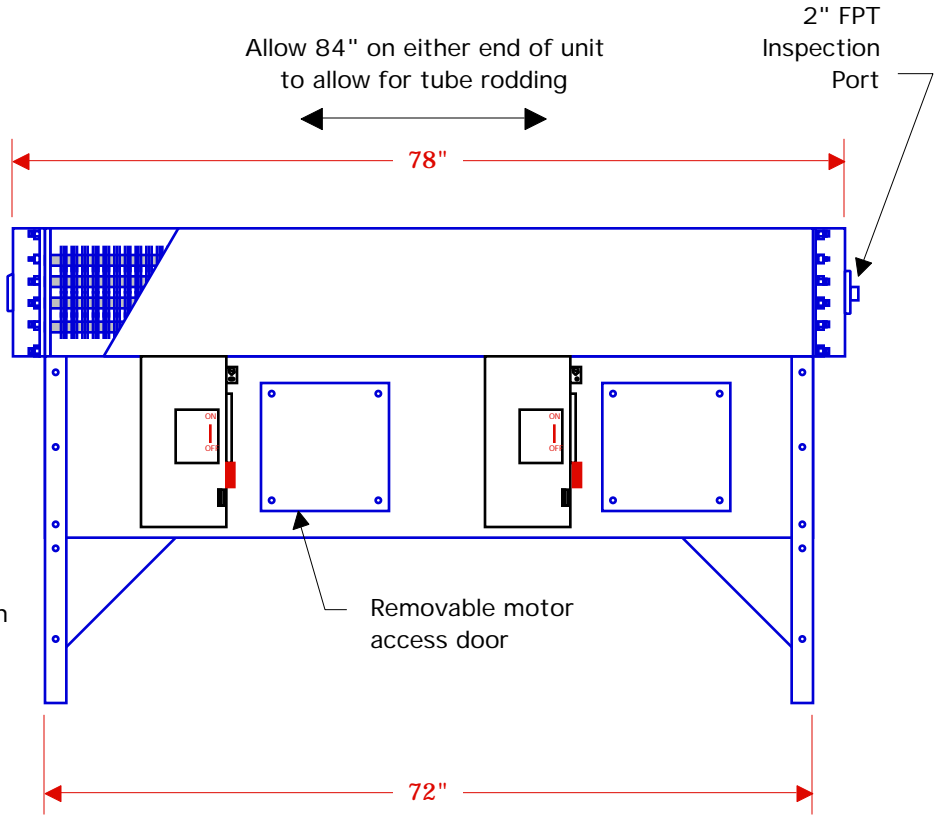 2" FPT
Inspection
Port
Allow 84" on either end of unit
to allow for tube rodding
78"
ON
OFF
ON
OFF
Removable motor
access door
72"